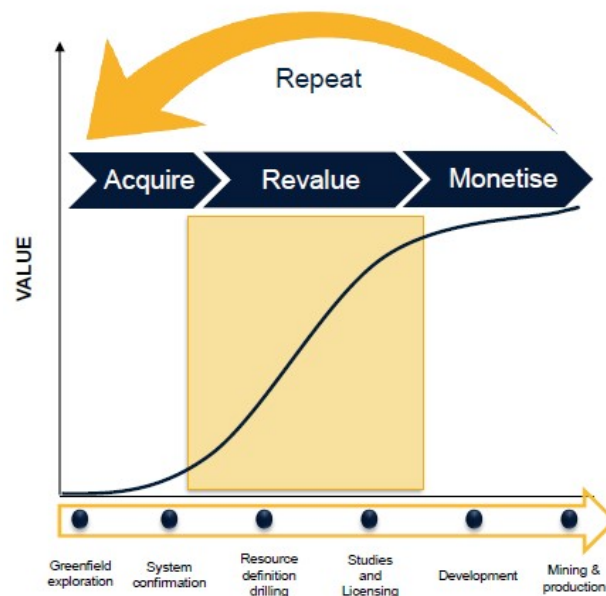 Repeat
Acquire
Revalue
Monetise
VALUE
Greenfield
exploration
System
confirmation
Resource
definition
drilling
Studies
and
Licensing
Development
Mining &
production